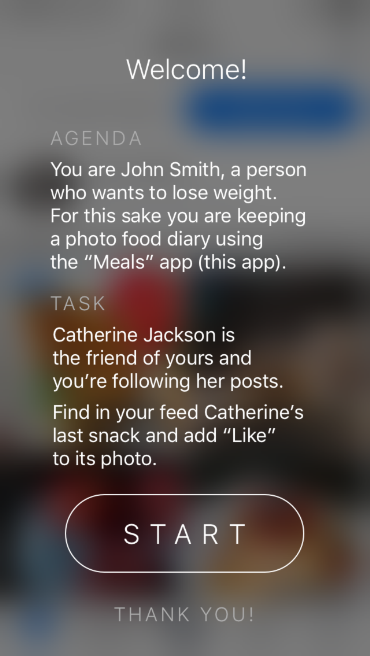 Welcome!
AGENDA
You are John Smith, a person
who wants to lose weight.
For this sake you are keeping
a photo food diary using
the “Meals” app (this app).
TASK
Catherine Jackson is
the friend of yours and
you’re following her posts.
Find in your feed Catherine’s
last snack and add “Like”
to its photo.
START
THANK YOU!